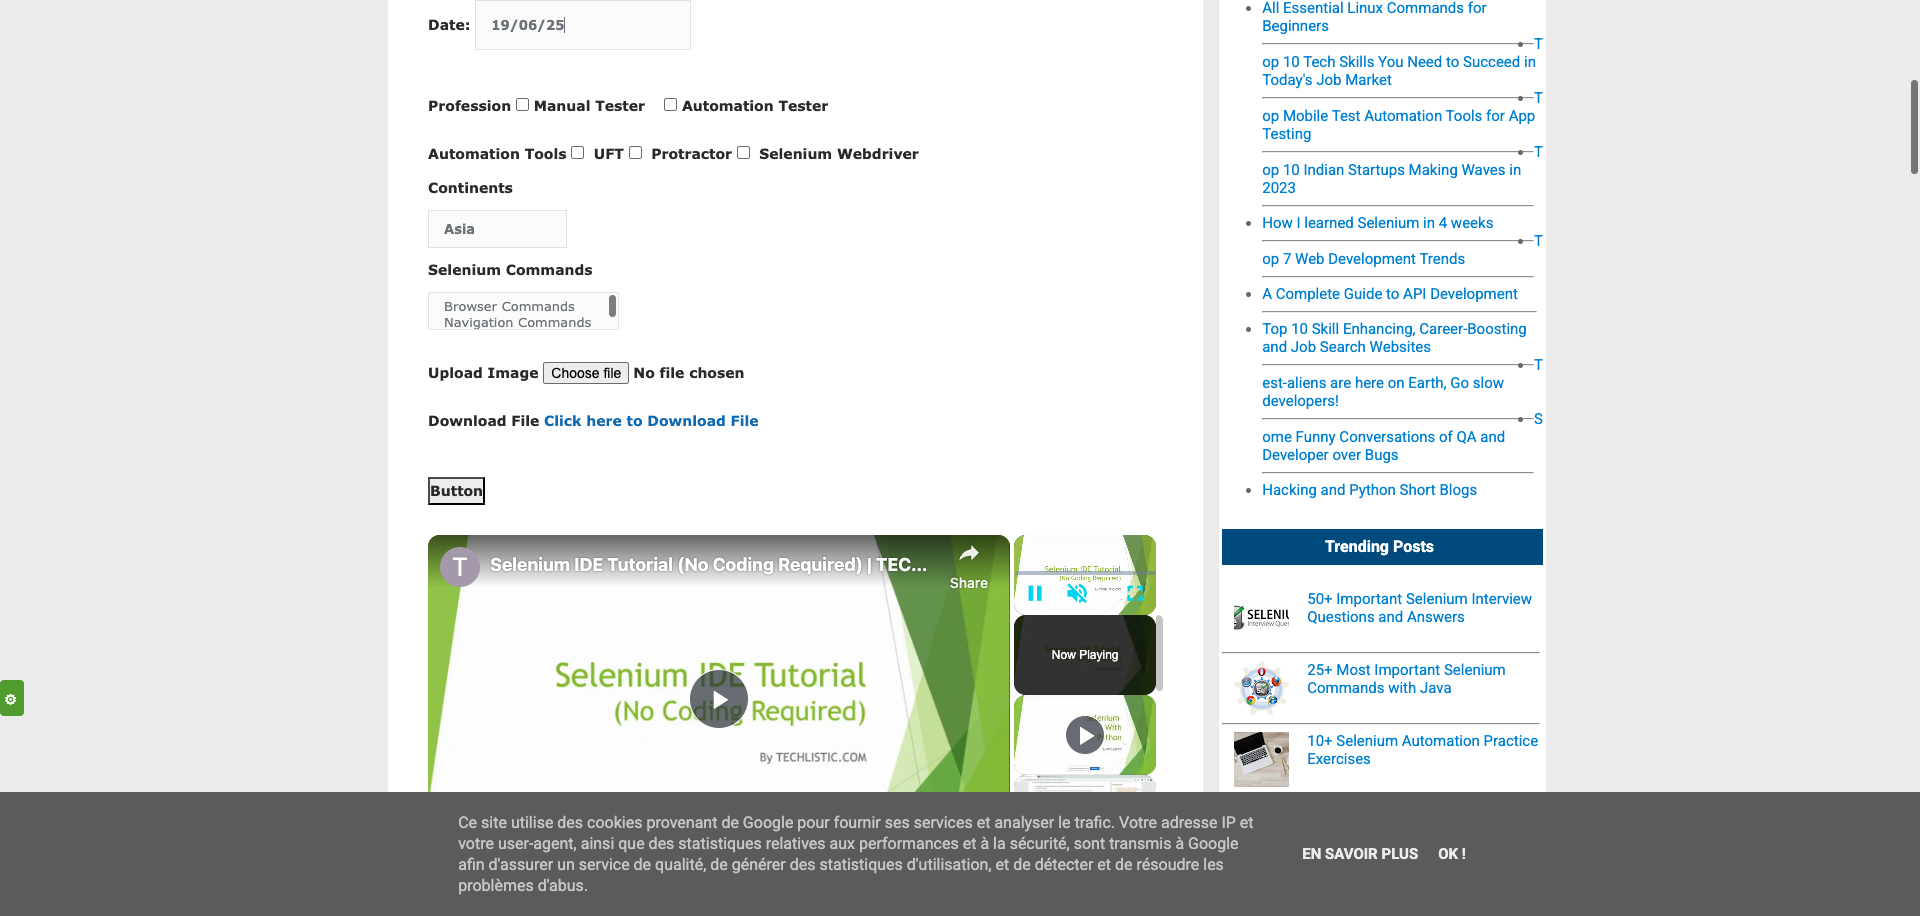 Date: 19/06/25
Profession Manual Tester Automation Tester
Automation Tools UFT Protractor Selenium Webdriver
Continents
Asia
Selenium Commands
Browser Commands
Navigation Commands
Upload Image Choose file No file chosen
Download File Click here to Download File
Button
T
Selenium IDE Tutorial (No Coding Required) | TEC...
Share
Selenium IDE Tutorial
(No Coding Required)
By TECHLISTIC.COM
Selenium IDE Tutorial
(No Coding Required)
Now Playing
Selenium
With
All Essential Linux Commands for
Beginners
T
op 10 Tech Skills You Need to Succeed in
Today's Job Market
T
op Mobile Test Automation Tools for App
Testing
T
op 10 Indian Startups Making Waves in
2023
How I learned Selenium in 4 weeks
T
op 7 Web Development Trends
A Complete Guide to API Development
Top 10 Skill Enhancing, Career-Boosting
and Job Search Websites
T
est-aliens are here on Earth, Go slow
developers!
S
ome Funny Conversations of QA and
Developer over Bugs
Hacking and Python Short Blogs
Trending Posts
SELENIU
Interview Ques
50+ Important Selenium Interview
Questions and Answers
25+ Most Important Selenium
Commands with Java
10+ Selenium Automation Practice
Exercises
Ce site utilise des cookies provenant de Google pour fournir ses services et analyser le trafic. Votre adresse IP et
votre user-agent, ainsi que des statistiques relatives aux performances et à la sécurité, sont transmis à Google
afin d'assurer un service de qualité, de générer des statistiques d'utilisation, et de détecter et de résoudre les
problèmes d'abus.
EN SAVOIR PLUS OK !